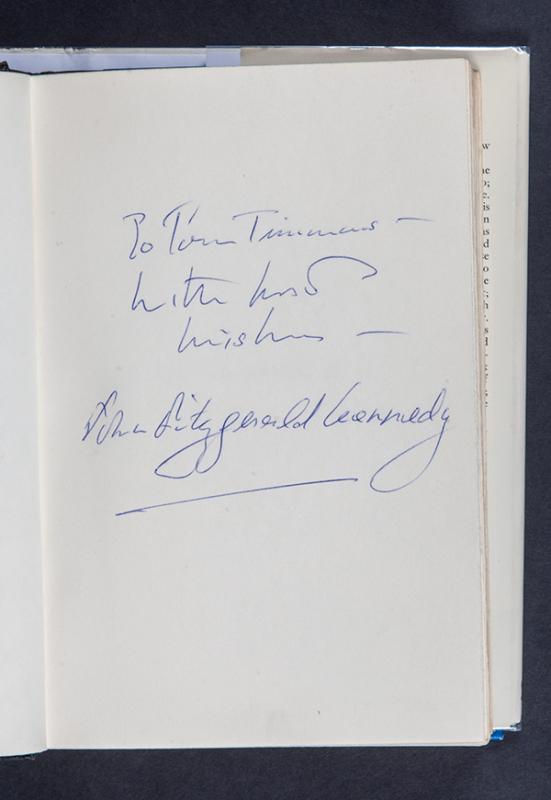 To Tom Timmons —
with best
wishes —
John Fitzgerald Kennedy